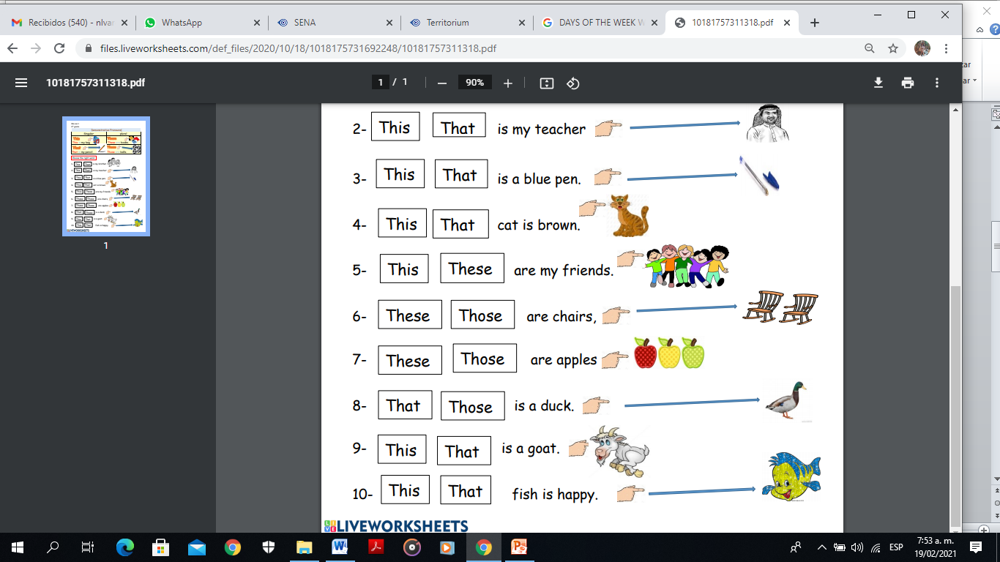 Recibidos (540) - nlvar
WhatsApp
SENA
Territorium
DAYS OF THE WEEK W
10181757311318.pdf
files.liveworksheets.com/def_files/2020/10/18/1018175731692248/10181757311318.pdf
10181757311318.pdf
1 / 1
90%
2- This That is my teacher
3- This That is a blue pen.
4- This That cat is brown.
5- This These are my friends.
6- These Those are chairs,
7- These Those are apples
8- That Those is a duck.
9- This That is a goat.
10- This That fish is happy.
LIVEWORKSHEETS
1
ESP
7:53 a. m.
19/02/2021